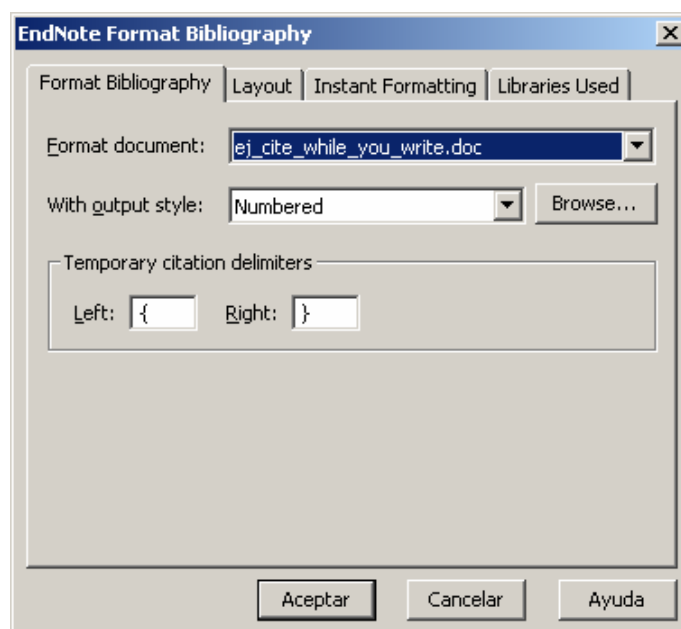 EndNote Format Bibliography
Format Bibliography Layout Instant Formatting Libraries Used
Format document: ej_cite_while_you_write.doc
With output style: Numbered Browse...
Temporary citation delimiters
Left: { Right: }
Aceptar Cancelar Ayuda